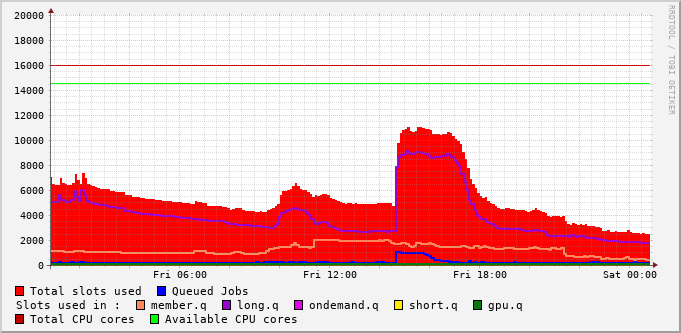 RRDTOOL / TOBI OETIKER
20000
18000
16000
14000
12000
10000
8000
6000
4000
2000
0
Fri 06:00 Fri 12:00 Fri 18:00 Sat 00:00
Total slots used Queued Jobs
Slots used in : member.q long.q ondemand.q short.q gpu.q
Total CPU cores Available CPU cores